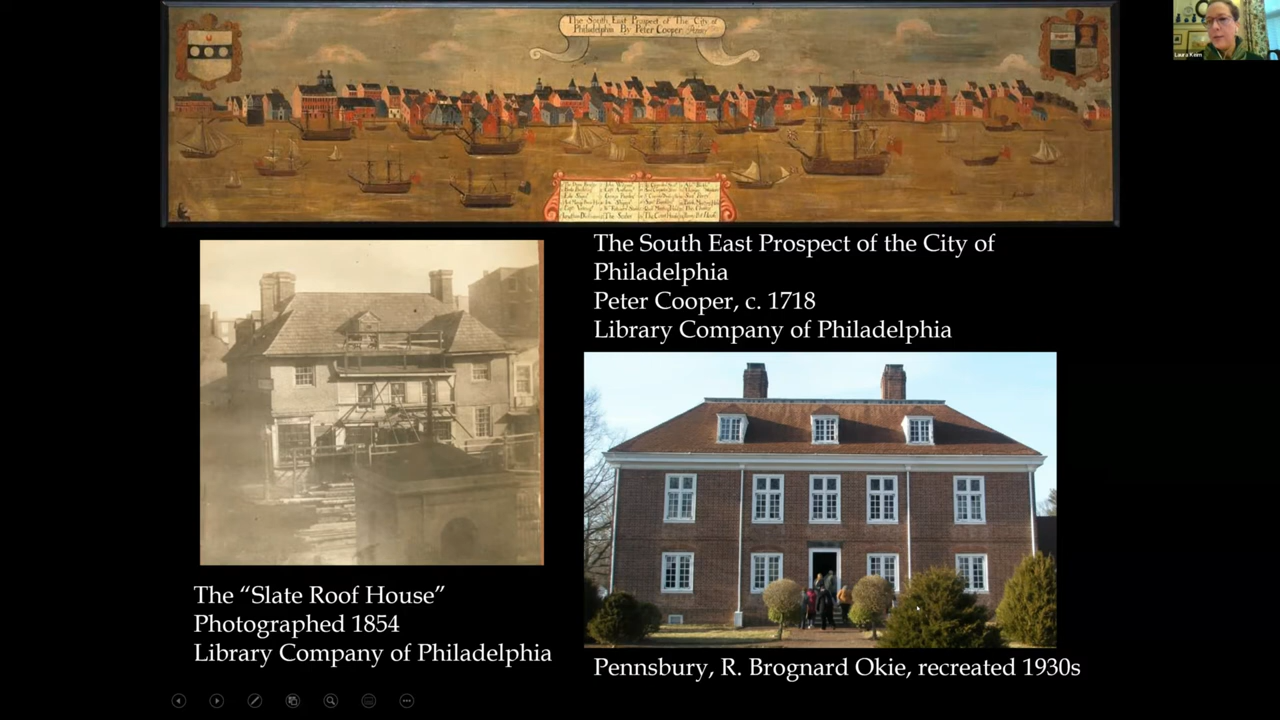 The South East Prospect of The City of
Philadelphia By Peter Cooper
Laura Keim
The South East Prospect of the City of
Philadelphia
Peter Cooper, c. 1718
Library Company of Philadelphia
The “Slate Roof House”
Photographed 1854
Library Company of Philadelphia
Pennsbury, R. Brognard Okie, recreated 1930s